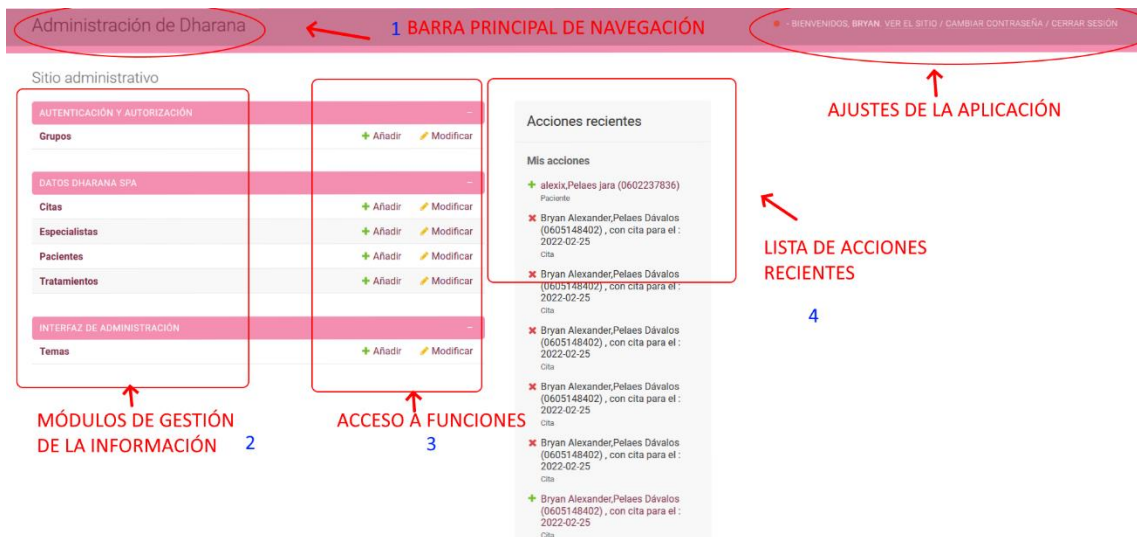 Administración de Dharana
1 BARRA PRINCIPAL DE NAVEGACIÓN
- BIENVENIDOS, BRYAN. VER EL SITIO / CAMBIAR CONTRASEÑA / CERRAR SESIÓN
AJUSTES DE LA APLICACIÓN
Sitio administrativo
AUTENTICACIÓN Y AUTORIZACIÓN
Grupos Añadir Modificar
DATOS DHARANA SPA
Citas Añadir Modificar
Especialistas Añadir Modificar
Pacientes Añadir Modificar
Tratamientos Añadir Modificar
INTERFAZ DE ADMINISTRACIÓN
Temas Añadir Modificar
MÓDULOS DE GESTIÓN
DE LA INFORMACIÓN 2
ACCESO A FUNCIONES
3
Acciones recientes
Mis acciones
alexix,Pelaes jara (0602237836)
Paciente
Bryan Alexander,Pelaes Dávalos
(0605148402) , con cita para el :
2022-02-25
Cita
Bryan Alexander,Pelaes Dávalos
(0605148402) , con cita para el :
2022-02-25
Cita
Bryan Alexander,Pelaes Dávalos
(0605148402) , con cita para el :
2022-02-25
Cita
Bryan Alexander,Pelaes Dávalos
(0605148402) , con cita para el :
2022-02-25
Cita
Bryan Alexander,Pelaes Dávalos
(0605148402) , con cita para el :
2022-02-25
Cita
Bryan Alexander,Pelaes Dávalos
(0605148402) , con cita para el :
2022-02-25
Cita
LISTA DE ACCIONES
RECIENTES
4